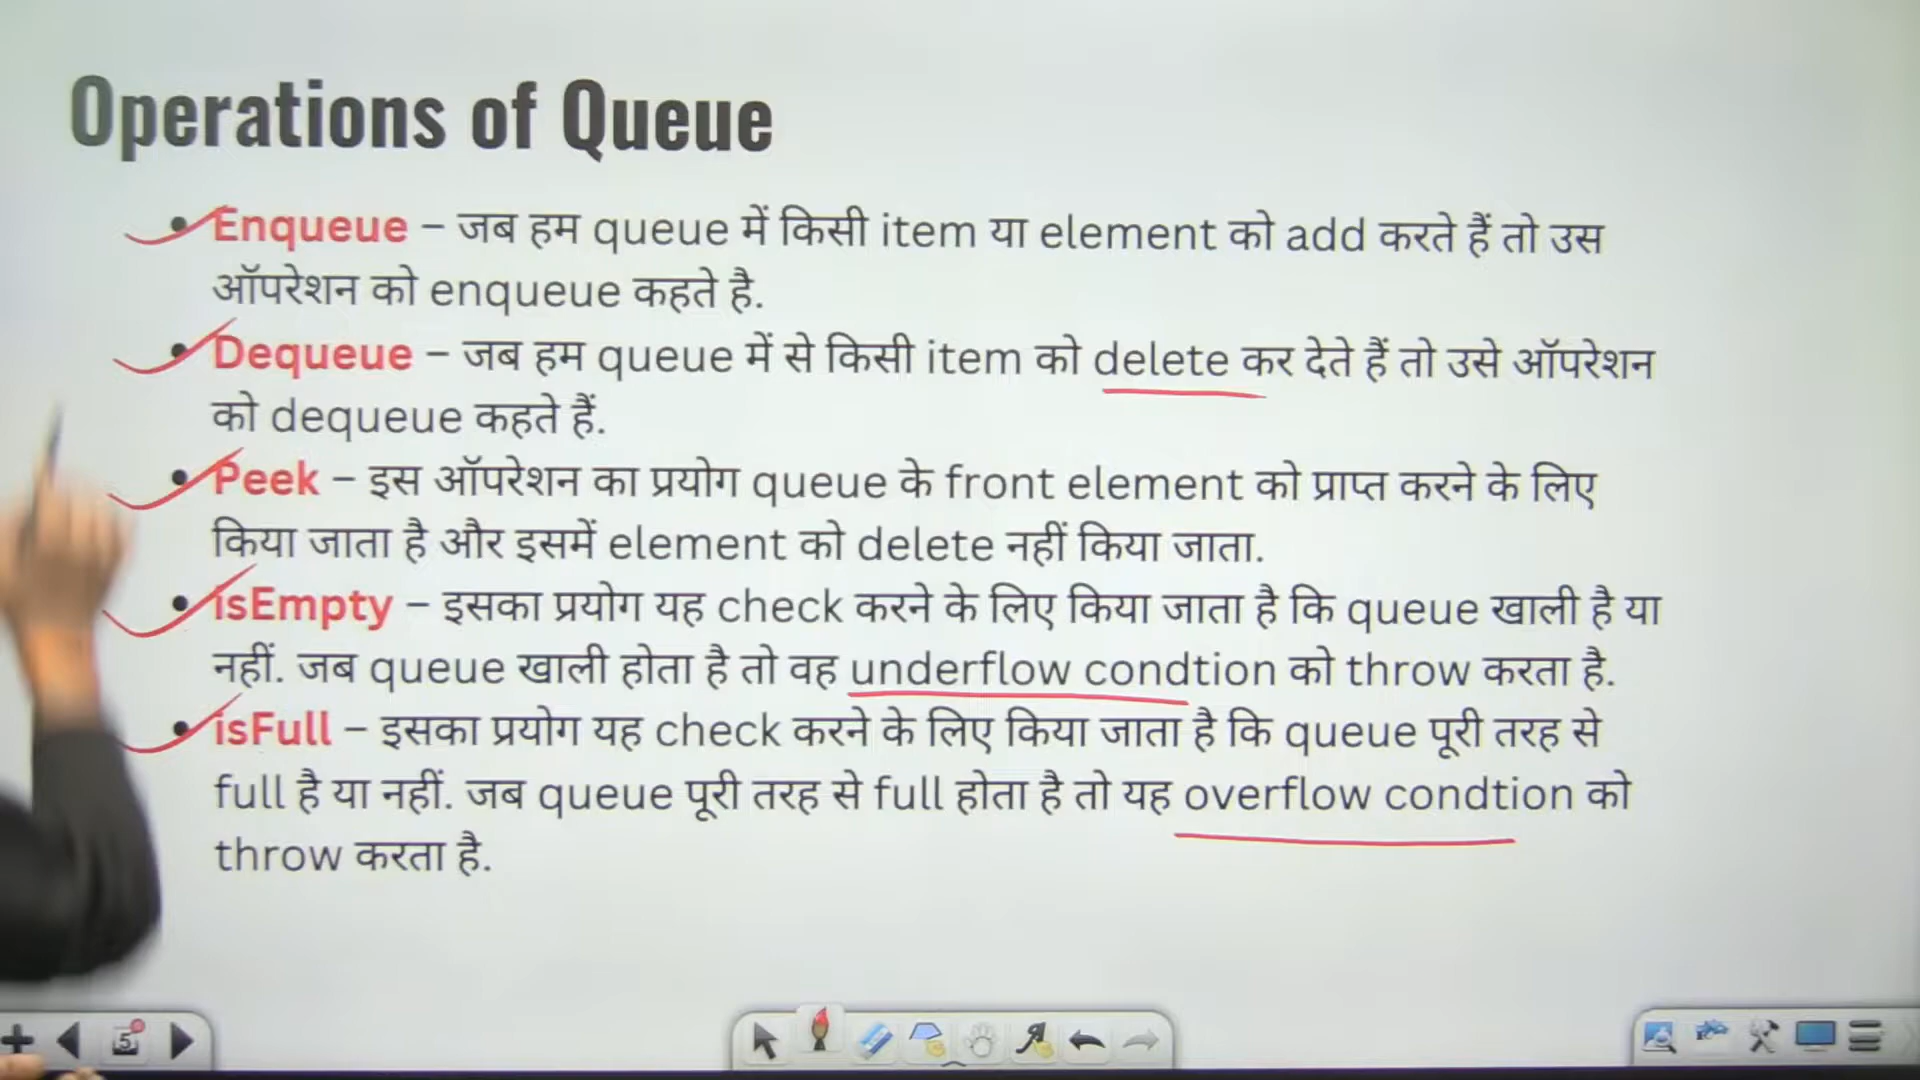 Operations of Queue
• Enqueue – जब हम queue में किसी item या element को add करते हैं तो उस
ऑपरेशन को enqueue कहते है.
• Dequeue – जब हम queue में से किसी item को delete कर देते हैं तो उसे ऑपरेशन
को dequeue कहते हैं.
• Peek – इस ऑपरेशन का प्रयोग queue के front element को प्राप्त करने के लिए
किया जाता है और इसमें element को delete नहीं किया जाता.
• isEmpty – इसका प्रयोग यह check करने के लिए किया जाता है कि queue खाली है या
नहीं. जब queue खाली होता है तो वह underflow condtion को throw करता है.
• isFull – इसका प्रयोग यह check करने के लिए किया जाता है कि queue पूरी तरह से
full है या नहीं. जब queue पूरी तरह से full होता है तो यह overflow condtion को
throw करता है.
5